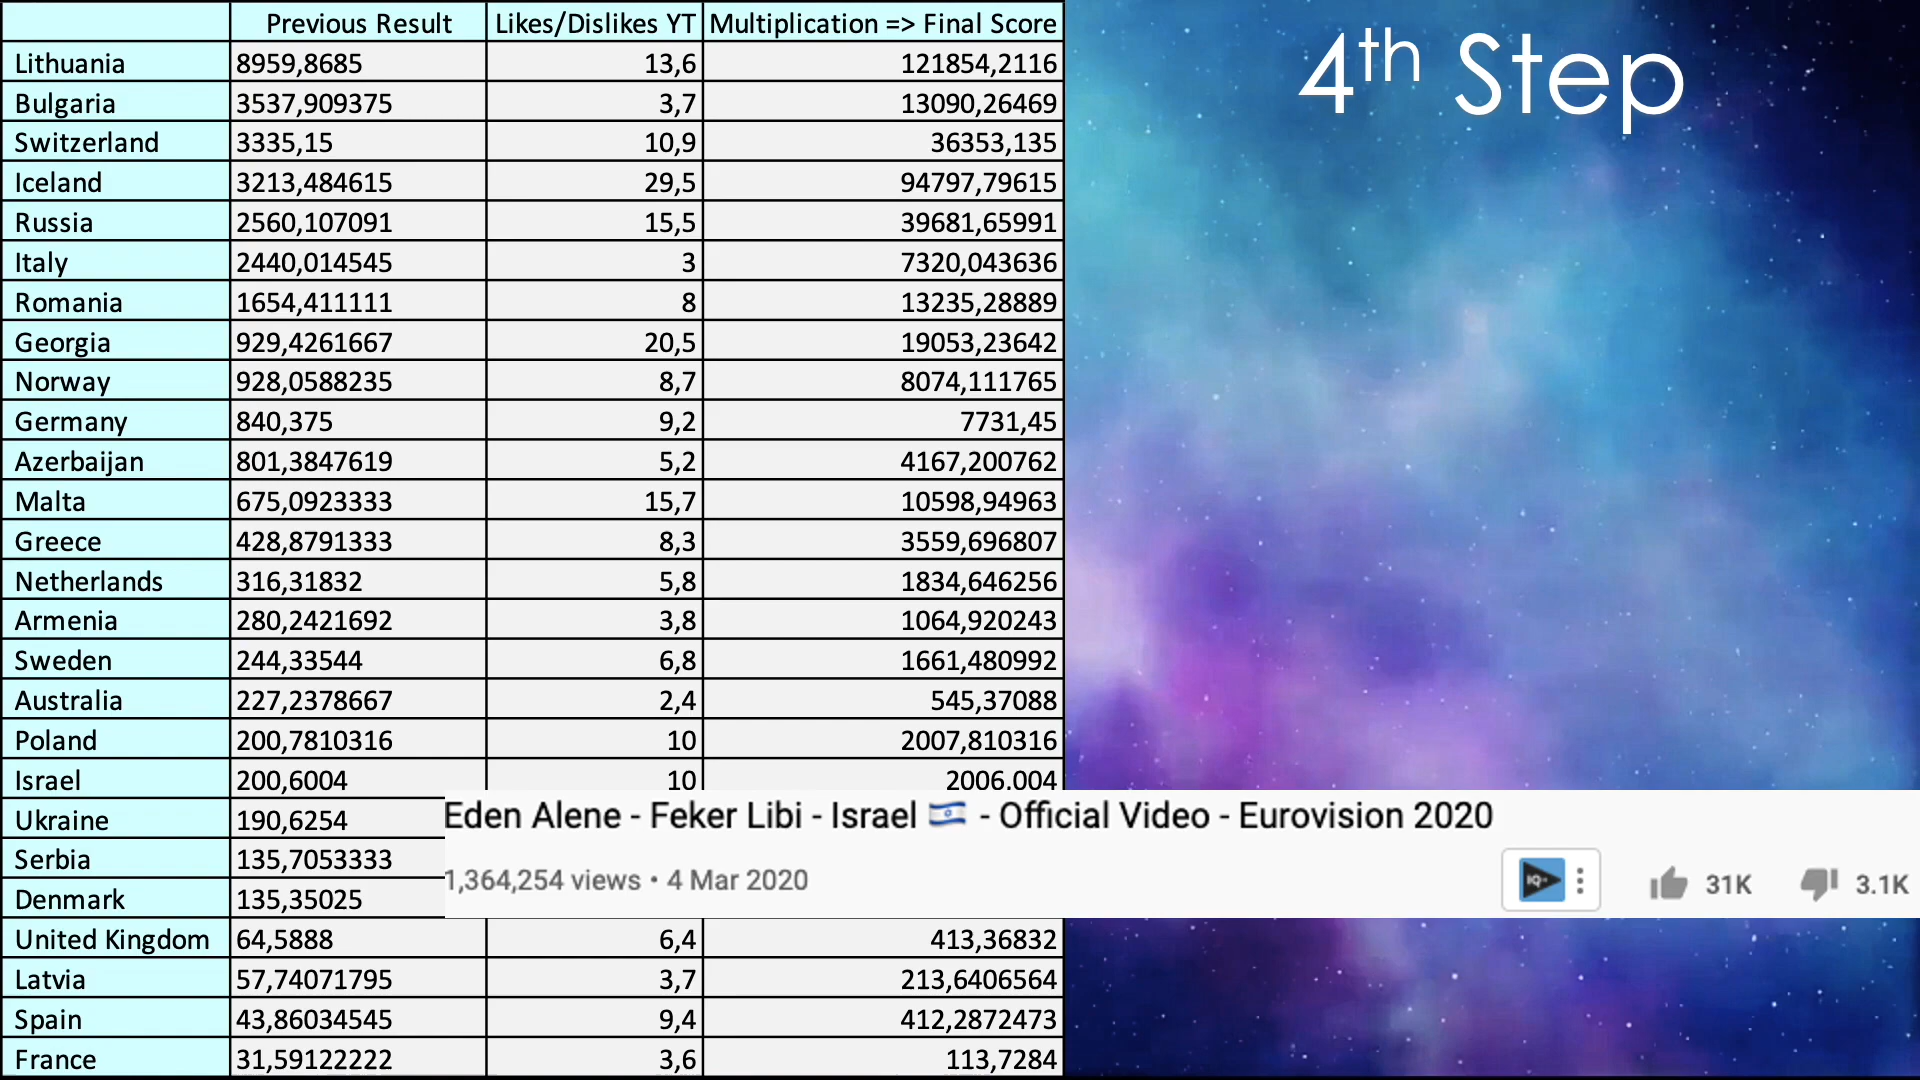 Previous Result Likes/Dislikes YT Multiplication => Final Score
Lithuania 8959,8685 13,6 121854,2116
Bulgaria 3537,909375 3,7 13090,26469
Switzerland 3335,15 10,9 36353,135
Iceland 3213,484615 29,5 94797,79615
Russia 2560,107091 15,5 39681,65991
Italy 2440,014545 3 7320,043636
Romania 1654,411111 8 13235,28889
Georgia 929,4261667 20,5 19053,23642
Norway 928,0588235 8,7 8074,111765
Germany 840,375 9,2 7731,45
Azerbaijan 801,3847619 5,2 4167,200762
Malta 675,0923333 15,7 10598,94963
Greece 428,8791333 8,3 3559,696807
Netherlands 316,31832 5,8 1834,646256
Armenia 280,2421692 3,8 1064,920243
Sweden 244,33544 6,8 1661,480992
Australia 227,2378667 2,4 545,37088
Poland 200,7810316 10 2007,810316
Israel 200,6004 10 2006,004
Ukraine 190,6254
Serbia 135,7053333
Denmark 135,35025
United Kingdom 64,5888 6,4 413,36832
Latvia 57,74071795 3,7 213,6406564
Spain 43,86034545 9,4 412,2872473
France 31,59122222 3,6 113,7284
4th Step
Eden Alene - Feker Libi - Israel 🇮🇱 - Official Video - Eurovision 2020
1,364,254 views • 4 Mar 2020
IQ
31K
3.1K